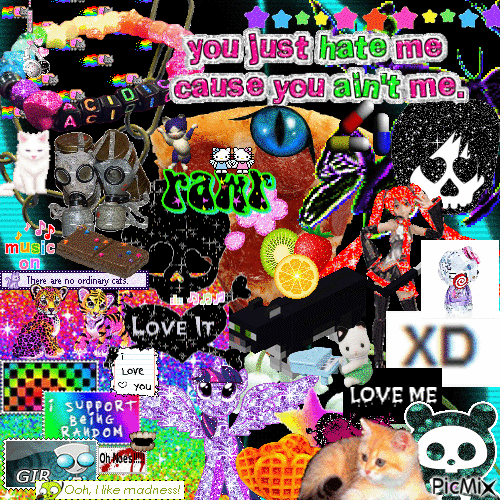 you just hate me
cause you ain't me.
ACID
ACID
rawr
music
on
There are no ordinary cats.
LOVE IT
Love
you
XD
LOVE ME
i SUPPORT
BEING
RANDOM
Oh Noes!!!
GIR
Ooh, I like madness!
PicMix